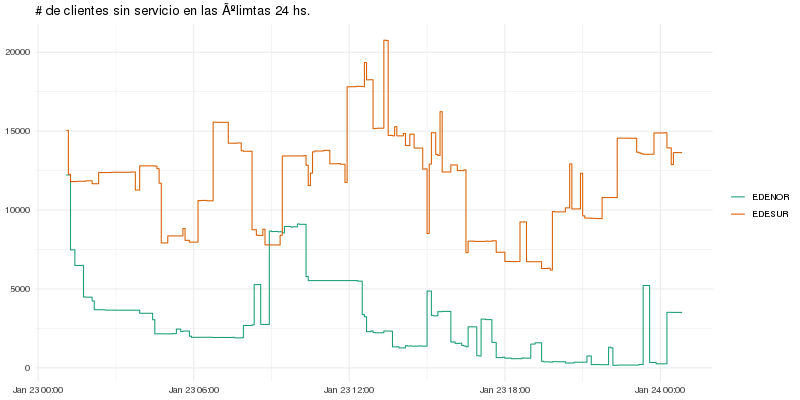 # de clientes sin servicio en las Ãºlimtas 24 hs.
20000
15000
10000
5000
0
Jan 23 00:00 Jan 23 06:00 Jan 23 12:00 Jan 23 18:00 Jan 24 00:00
EDENOR
EDESUR